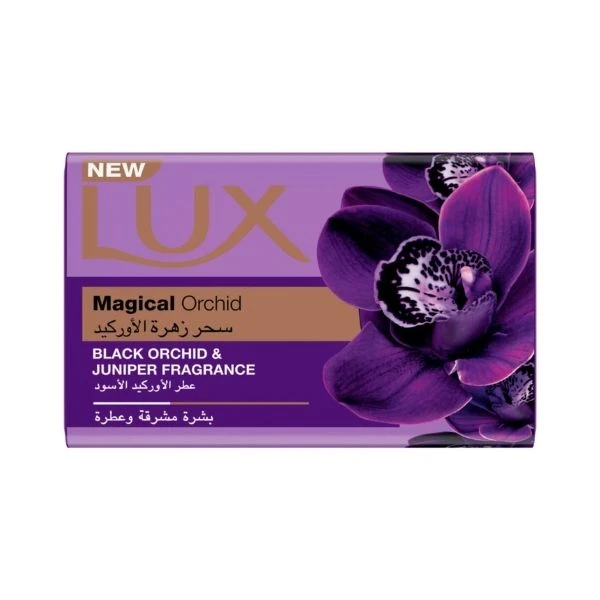 NEW
LUX
Magical Orchid
سحر زهرة الأوركيد
BLACK ORCHID &
JUNIPER FRAGRANCE
عطر الأوركيد الأسود
بشرة مشرقة وعطرة